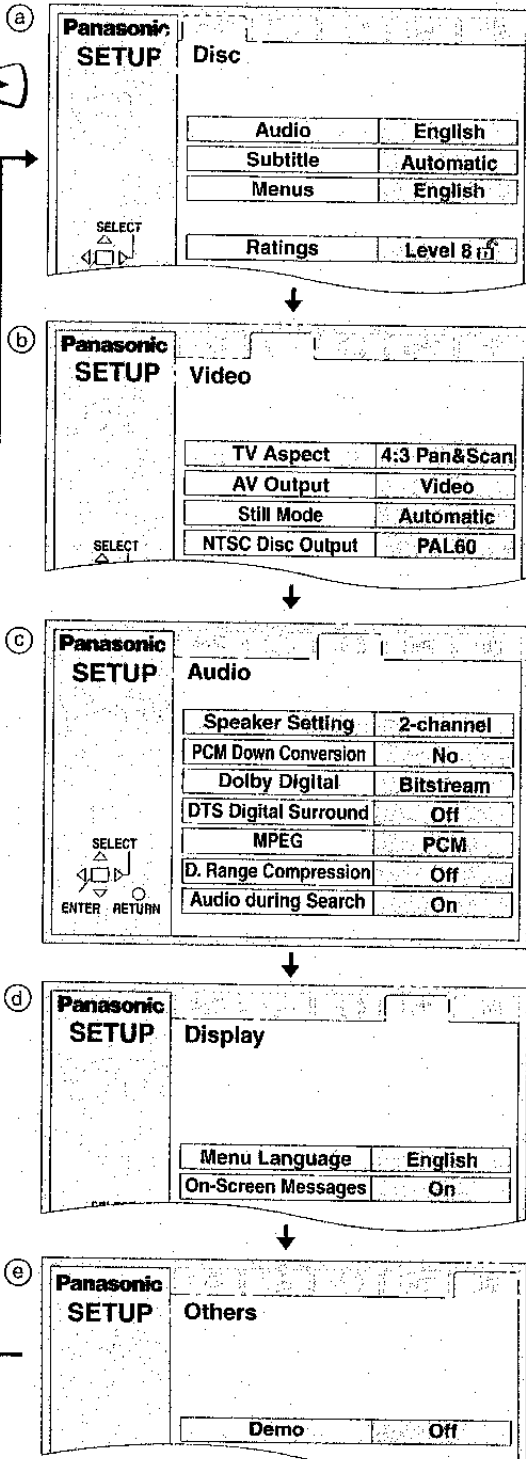 a
Panasonic
SETUP
Disc
Audio English
Subtitle Automatic
Menus English
SELECT
Ratings Level 8
b
Panasonic
SETUP
Video
TV Aspect 4:3 Pan&Scan
AV Output Video
Still Mode Automatic
NTSC Disc Output PAL60
SELECT
c
Panasonic
SETUP
Audio
Speaker Setting 2-channel
PCM Down Conversion No
Dolby Digital Bitstream
DTS Digital Surround Off
MPEG PCM
D. Range Compression Off
Audio during Search On
SELECT
ENTER RETURN
d
Panasonic
SETUP
Display
Menu Language English
On-Screen Messages On
e
Panasonic
SETUP
Others
Demo Off